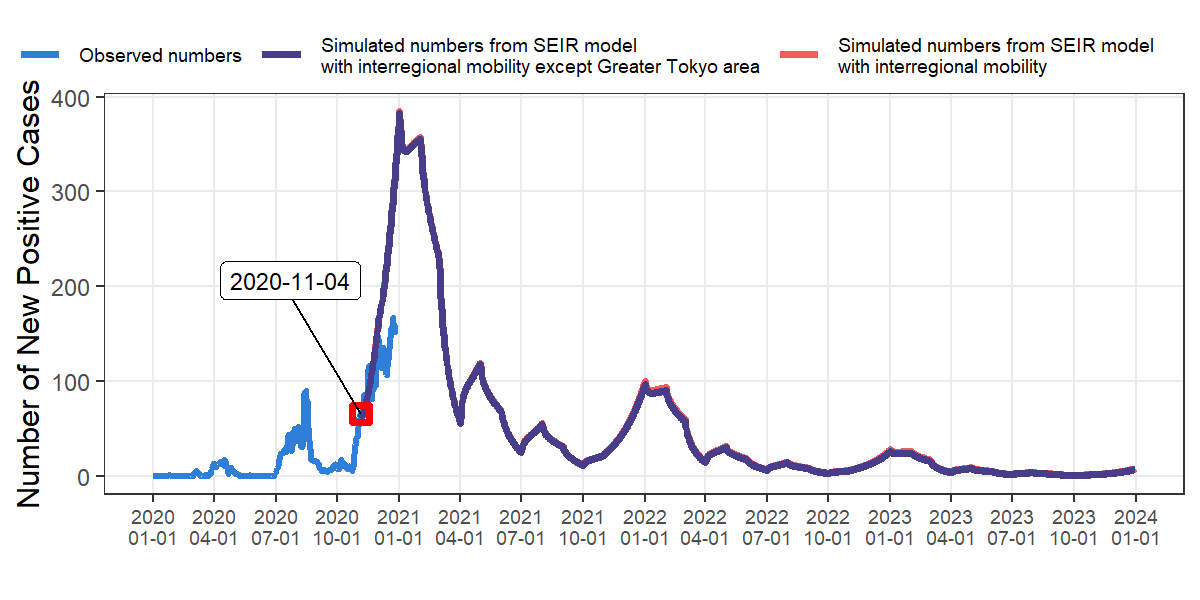 Observed numbers
Simulated numbers from SEIR model
with interregional mobility except Greater Tokyo area
Simulated numbers from SEIR model
with interregional mobility
Number of New Positive Cases
400
300
200
100
0
2020-11-04
2020 2020 2020 2020 2021 2021 2021 2021 2022 2022 2022 2022 2023 2023 2023 2023 2024
01-01 04-01 07-01 10-01 01-01 04-01 07-01 10-01 01-01 04-01 07-01 10-01 01-01 04-01 07-01 10-01 01-01